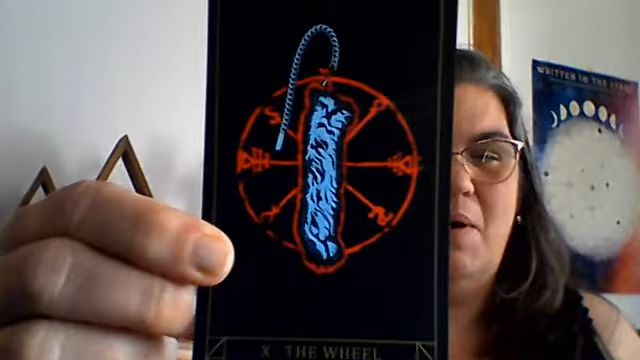 WRITTEN IN THE STARS
X THE WHEEL